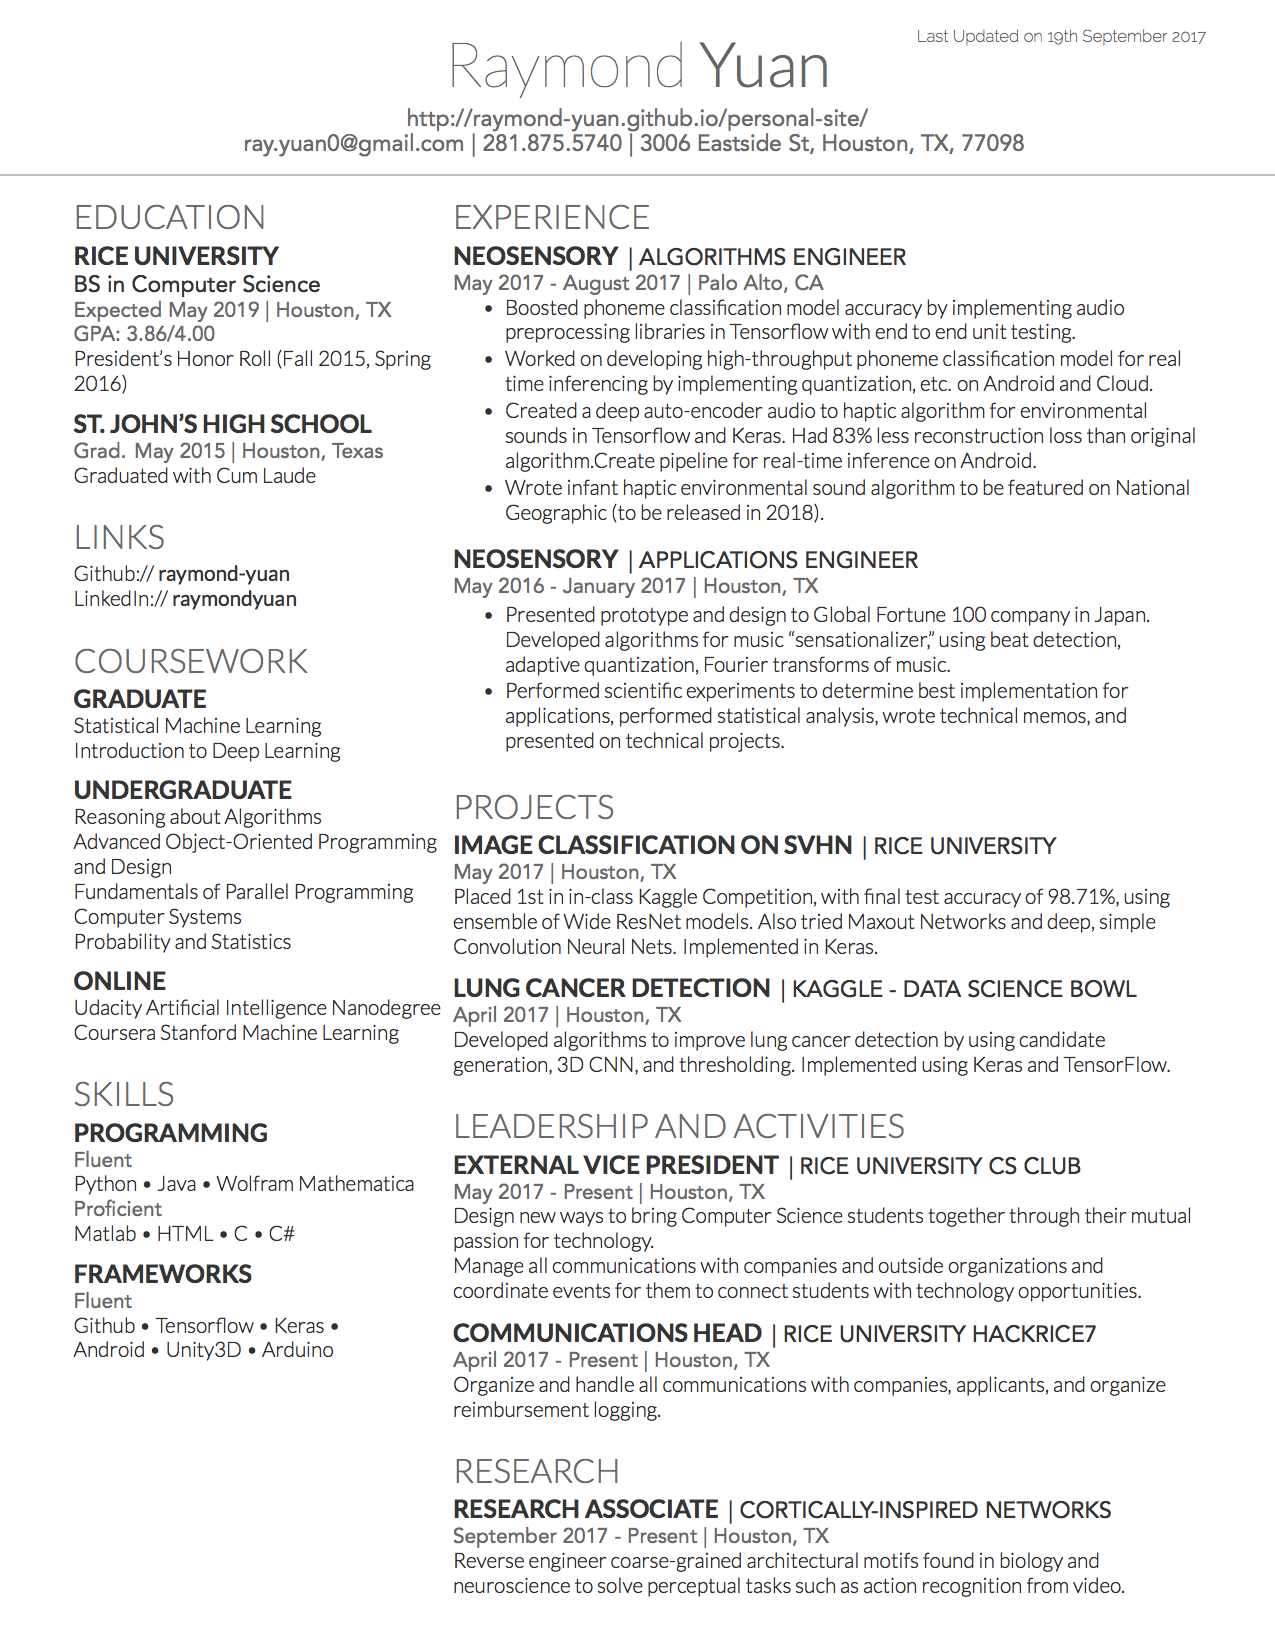 Last Updated on 19th September 2017
Raymond Yuan
http://raymond-yuan.github.io/personal-site/
ray.yuan0@gmail.com | 281.875.5740 | 3006 Eastside St, Houston, TX, 77098
EDUCATION
RICE UNIVERSITY
BS in Computer Science
Expected May 2019 | Houston, TX
GPA: 3.86/4.00
President's Honor Roll (Fall 2015, Spring
2016)
ST. JOHN'S HIGH SCHOOL
Grad. May 2015 | Houston, Texas
Graduated with Cum Laude
LINKS
Github:// raymond-yuan
LinkedIn:// raymondyuan
COURSEWORK
GRADUATE
Statistical Machine Learning
Introduction to Deep Learning
UNDERGRADUATE
Reasoning about Algorithms
Advanced Object-Oriented Programming
and Design
Fundamentals of Parallel Programming
Computer Systems
Probability and Statistics
ONLINE
Udacity Artificial Intelligence Nanodegree
Coursera Stanford Machine Learning
SKILLS
PROGRAMMING
Fluent
Python • Java • Wolfram Mathematica
Proficient
Matlab • HTML • C • C#
FRAMEWORKS
Fluent
Github • Tensorflow • Keras •
Android • Unity3D • Arduino
EXPERIENCE
NEOSENSORY | ALGORITHMS ENGINEER
May 2017 - August 2017 | Palo Alto, CA
• Boosted phoneme classification model accuracy by implementing audio
preprocessing libraries in Tensorflow with end to end unit testing.
• Worked on developing high-throughput phoneme classification model for real
time inferencing by implementing quantization, etc. on Android and Cloud.
• Created a deep auto-encoder audio to haptic algorithm for environmental
sounds in Tensorflow and Keras. Had 83% less reconstruction loss than original
algorithm.Create pipeline for real-time inference on Android.
• Wrote infant haptic environmental sound algorithm to be featured on National
Geographic (to be released in 2018).
NEOSENSORY | APPLICATIONS ENGINEER
May 2016 - January 2017 | Houston, TX
• Presented prototype and design to Global Fortune 100 company in Japan.
Developed algorithms for music “sensationalizer,” using beat detection,
adaptive quantization, Fourier transforms of music.
• Performed scientific experiments to determine best implementation for
applications, performed statistical analysis, wrote technical memos, and
presented on technical projects.
PROJECTS
IMAGE CLASSIFICATION ON SVHN | RICE UNIVERSITY
May 2017 | Houston, TX
Placed 1st in in-class Kaggle Competition, with final test accuracy of 98.71%, using
ensemble of Wide ResNet models. Also tried Maxout Networks and deep, simple
Convolution Neural Nets. Implemented in Keras.
LUNG CANCER DETECTION | KAGGLE - DATA SCIENCE BOWL
April 2017 | Houston, TX
Developed algorithms to improve lung cancer detection by using candidate
generation, 3D CNN, and thresholding. Implemented using Keras and TensorFlow.
LEADERSHIP AND ACTIVITIES
EXTERNAL VICE PRESIDENT | RICE UNIVERSITY CS CLUB
May 2017 - Present | Houston, TX
Design new ways to bring Computer Science students together through their mutual
passion for technology.
Manage all communications with companies and outside organizations and
coordinate events for them to connect students with technology opportunities.
COMMUNICATIONS HEAD | RICE UNIVERSITY HACKRICE7
April 2017 - Present | Houston, TX
Organize and handle all communications with companies, applicants, and organize
reimbursement logging.
RESEARCH
RESEARCH ASSOCIATE | CORTICALLY-INSPIRED NETWORKS
September 2017 - Present | Houston, TX
Reverse engineer coarse-grained architectural motifs found in biology and
neuroscience to solve perceptual tasks such as action recognition from video.